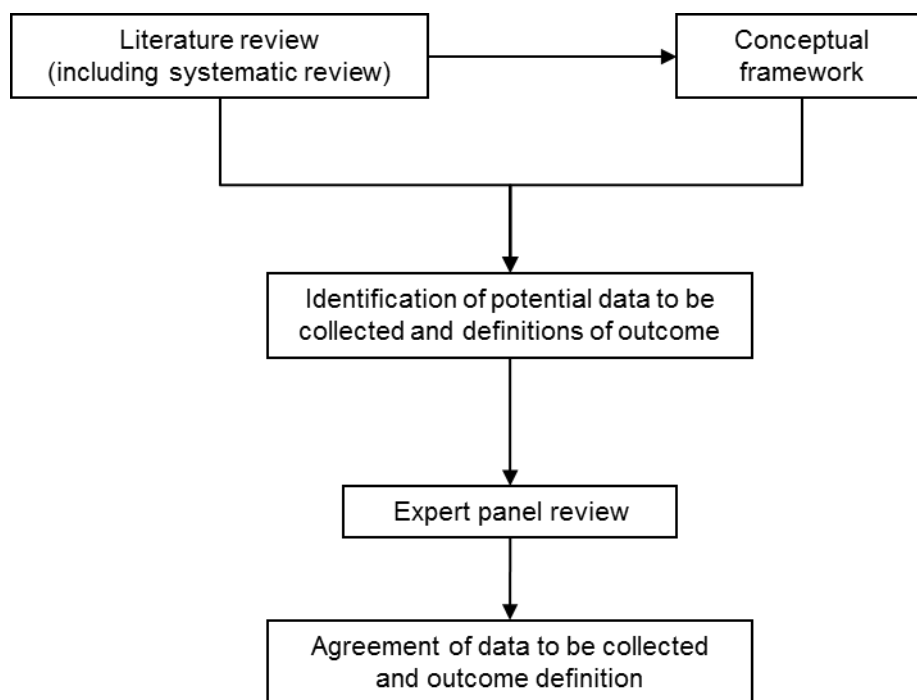 Literature review
(including systematic review)
Conceptual
framework
Identification of potential data to be
collected and definitions of outcome
Expert panel review
Agreement of data to be collected
and outcome definition